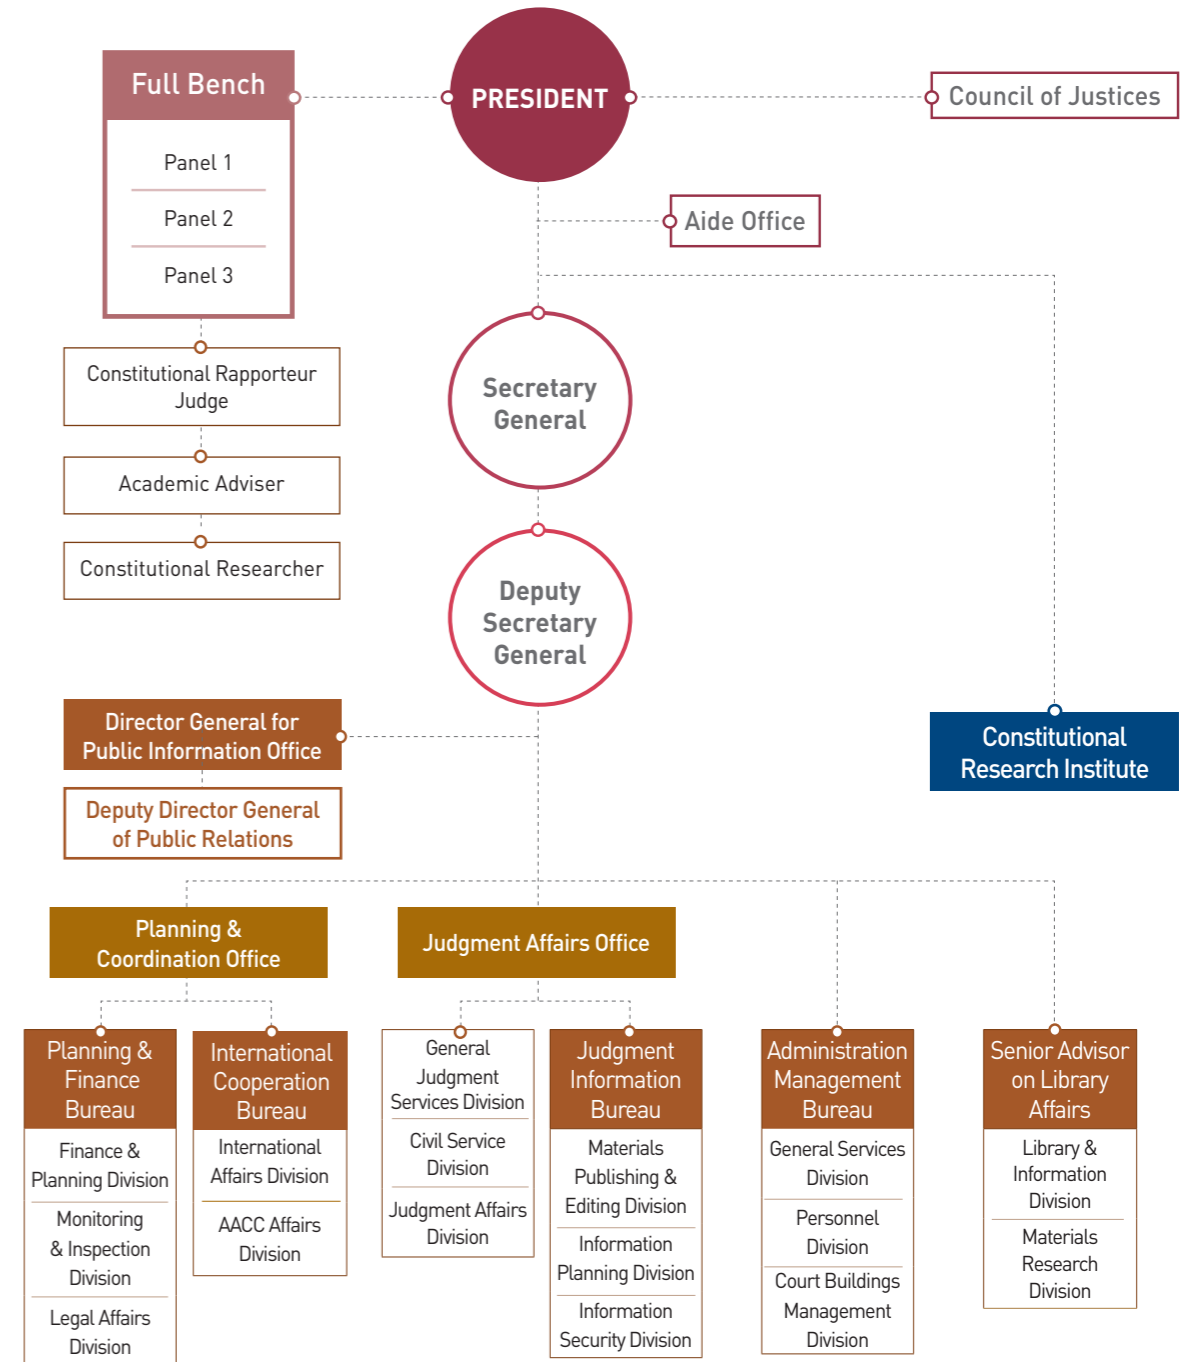 Full Bench
Panel 1
Panel 2
Panel 3
PRESIDENT
Council of Justices
Aide Office
Constitutional Rapporteur
Judge
Academic Adviser
Constitutional Researcher
Secretary
General
Deputy
Secretary
General
Director General for
Public Information Office
Deputy Director General
of Public Relations
Constitutional
Research Institute
Planning &
Coordination Office
Judgment Affairs Office
Planning &
Finance
Bureau
Finance &
Planning Division
Monitoring
& Inspection
Division
Legal Affairs
Division
International
Cooperation
Bureau
International
Affairs Division
AACC Affairs
Division
General
Judgment
Services Division
Civil Service
Division
Judgment Affairs
Division
Judgment
Information
Bureau
Materials
Publishing &
Editing Division
Information
Planning Division
Information
Security Division
Administration
Management
Bureau
General Services
Division
Personnel
Division
Court Buildings
Management
Division
Senior Advisor
on Library
Affairs
Library &
Information
Division
Materials
Research
Division